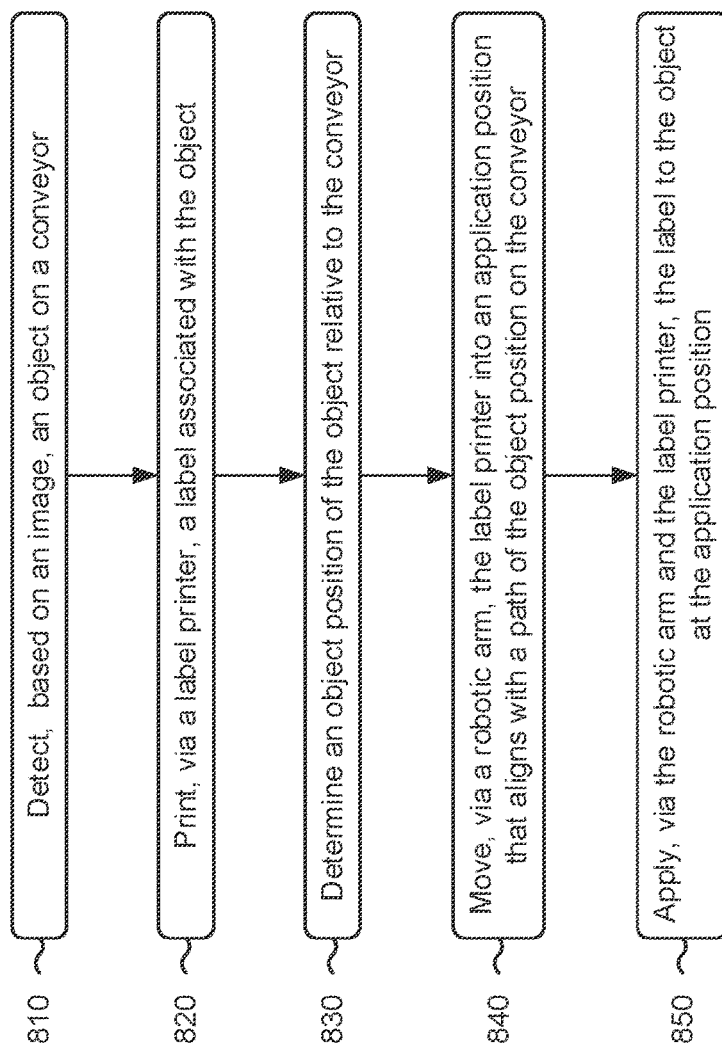 810
Detect, based on an image, an object on a conveyor
820
Print, via a label printer, a label associated with the object
830
Determine an object position of the object relative to the conveyor
840
Move, via a robotic arm, the label printer into an application position
that aligns with a path of the object position on the conveyor
850
Apply, via the robotic arm and the label printer, the label to the object
at the application position